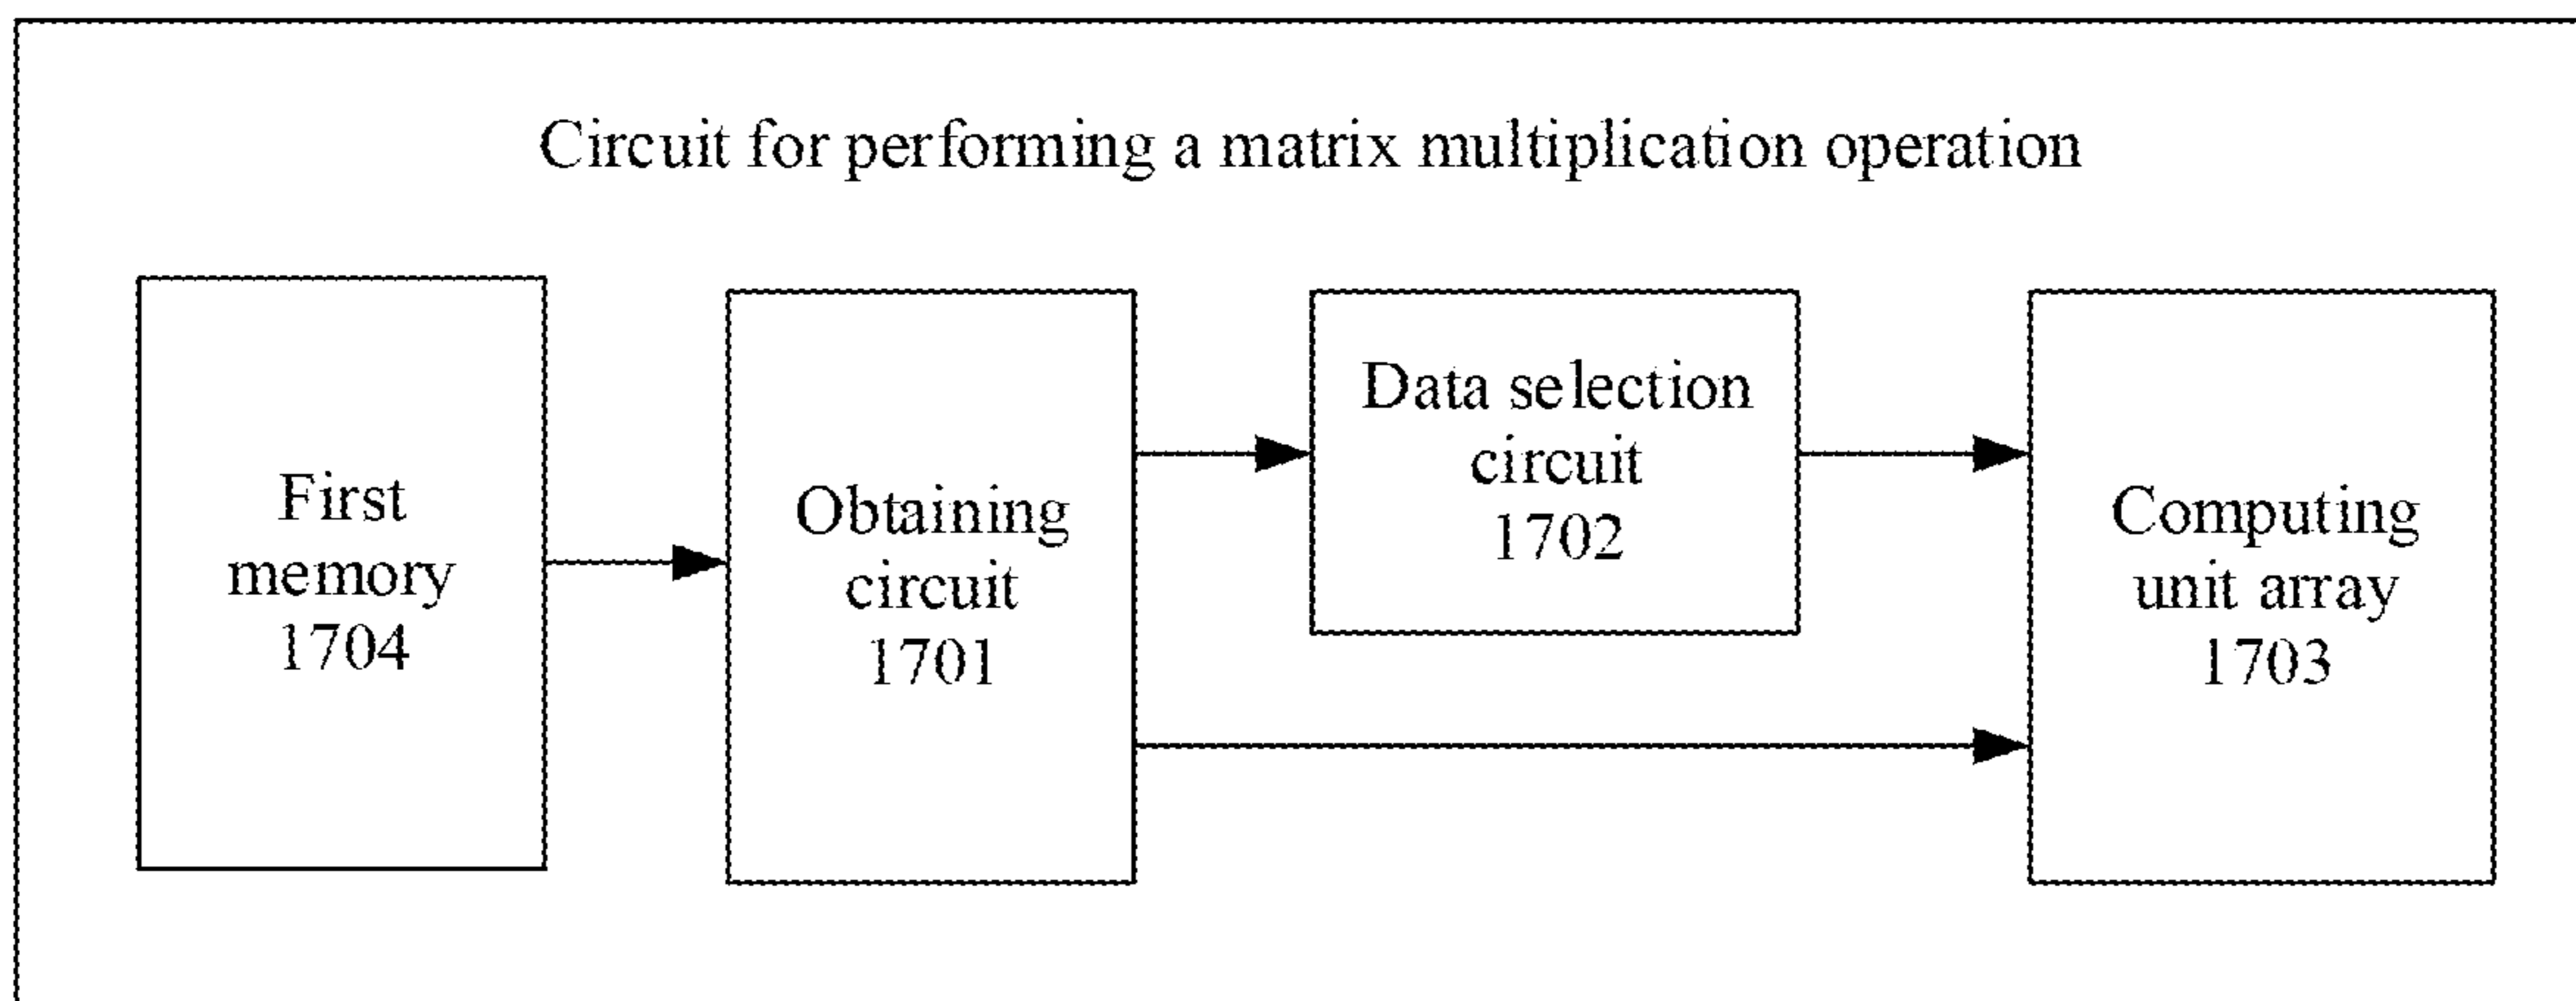 Circuit for performing a matrix multiplication operation
First
memory
1704
Obtaining
circuit
1701
Data selection
circuit
1702
Computing
unit array
1703